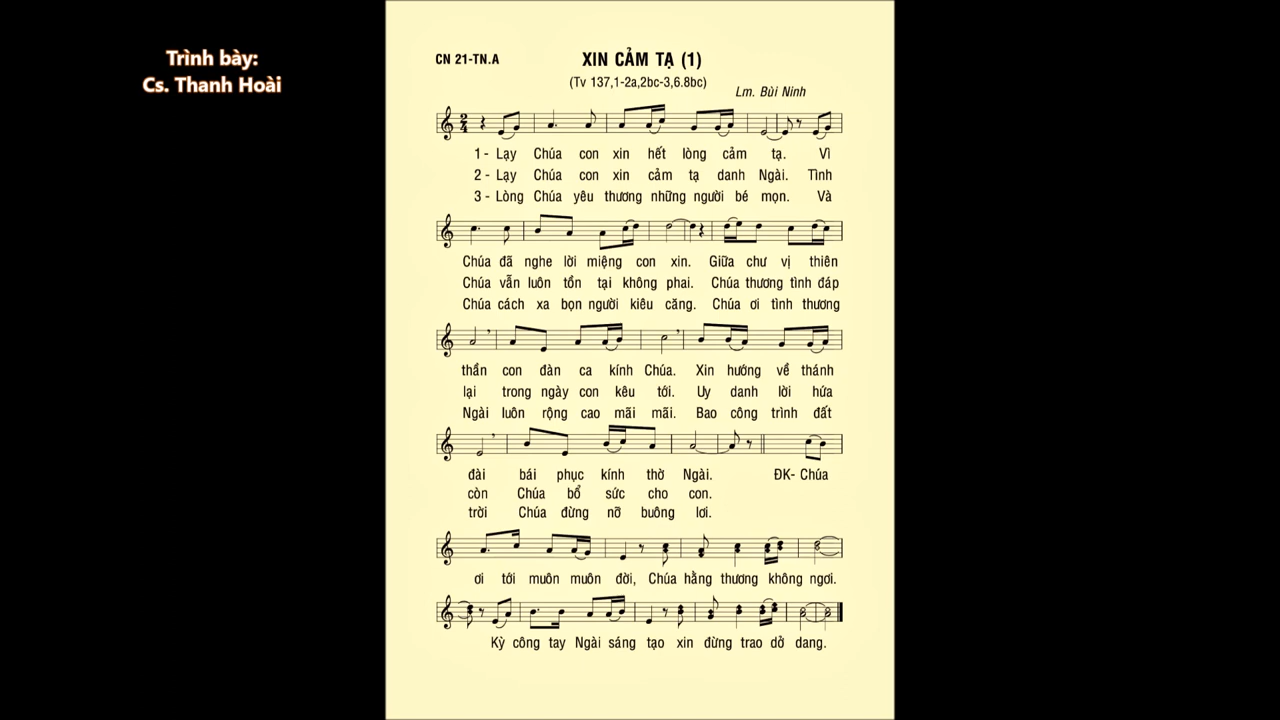 Trình bày:
Cs. Thanh Hoài
CN 21-TN.A
XIN CẢM TẠ (1)
(Tv 137,1-2a,2bc-3,6.8bc)
Lm. Bùi Ninh
1 - Lạy Chúa con xin hết lòng cảm tạ. Vì
2 - Lạy Chúa con xin cảm tạ danh Ngài. Tình
3 - Lòng Chúa yêu thương những người bé mọn. Và
Chúa đã nghe lời miệng con xin. Giữa chư vị thiên
Chúa vẫn luôn tồn tại không phai. Chúa thương tình đáp
Chúa cách xa bọn người kiêu căng. Chúa ơi tình thương
thần con đàn ca kính Chúa. Xin hướng về thánh
lại trong ngày con kêu tới. Uy danh lời hứa
Ngài luôn rộng cao mãi mãi. Bao công trình đất
đài bái phục kính thờ Ngài. ĐK- Chúa
còn Chúa bổ sức cho con.
trời Chúa đừng nỡ buông lơi.
ơi tới muôn muôn đời, Chúa hằng thương không ngơi.
Kỳ công tay Ngài sáng tạo xin đừng trao dở dang.